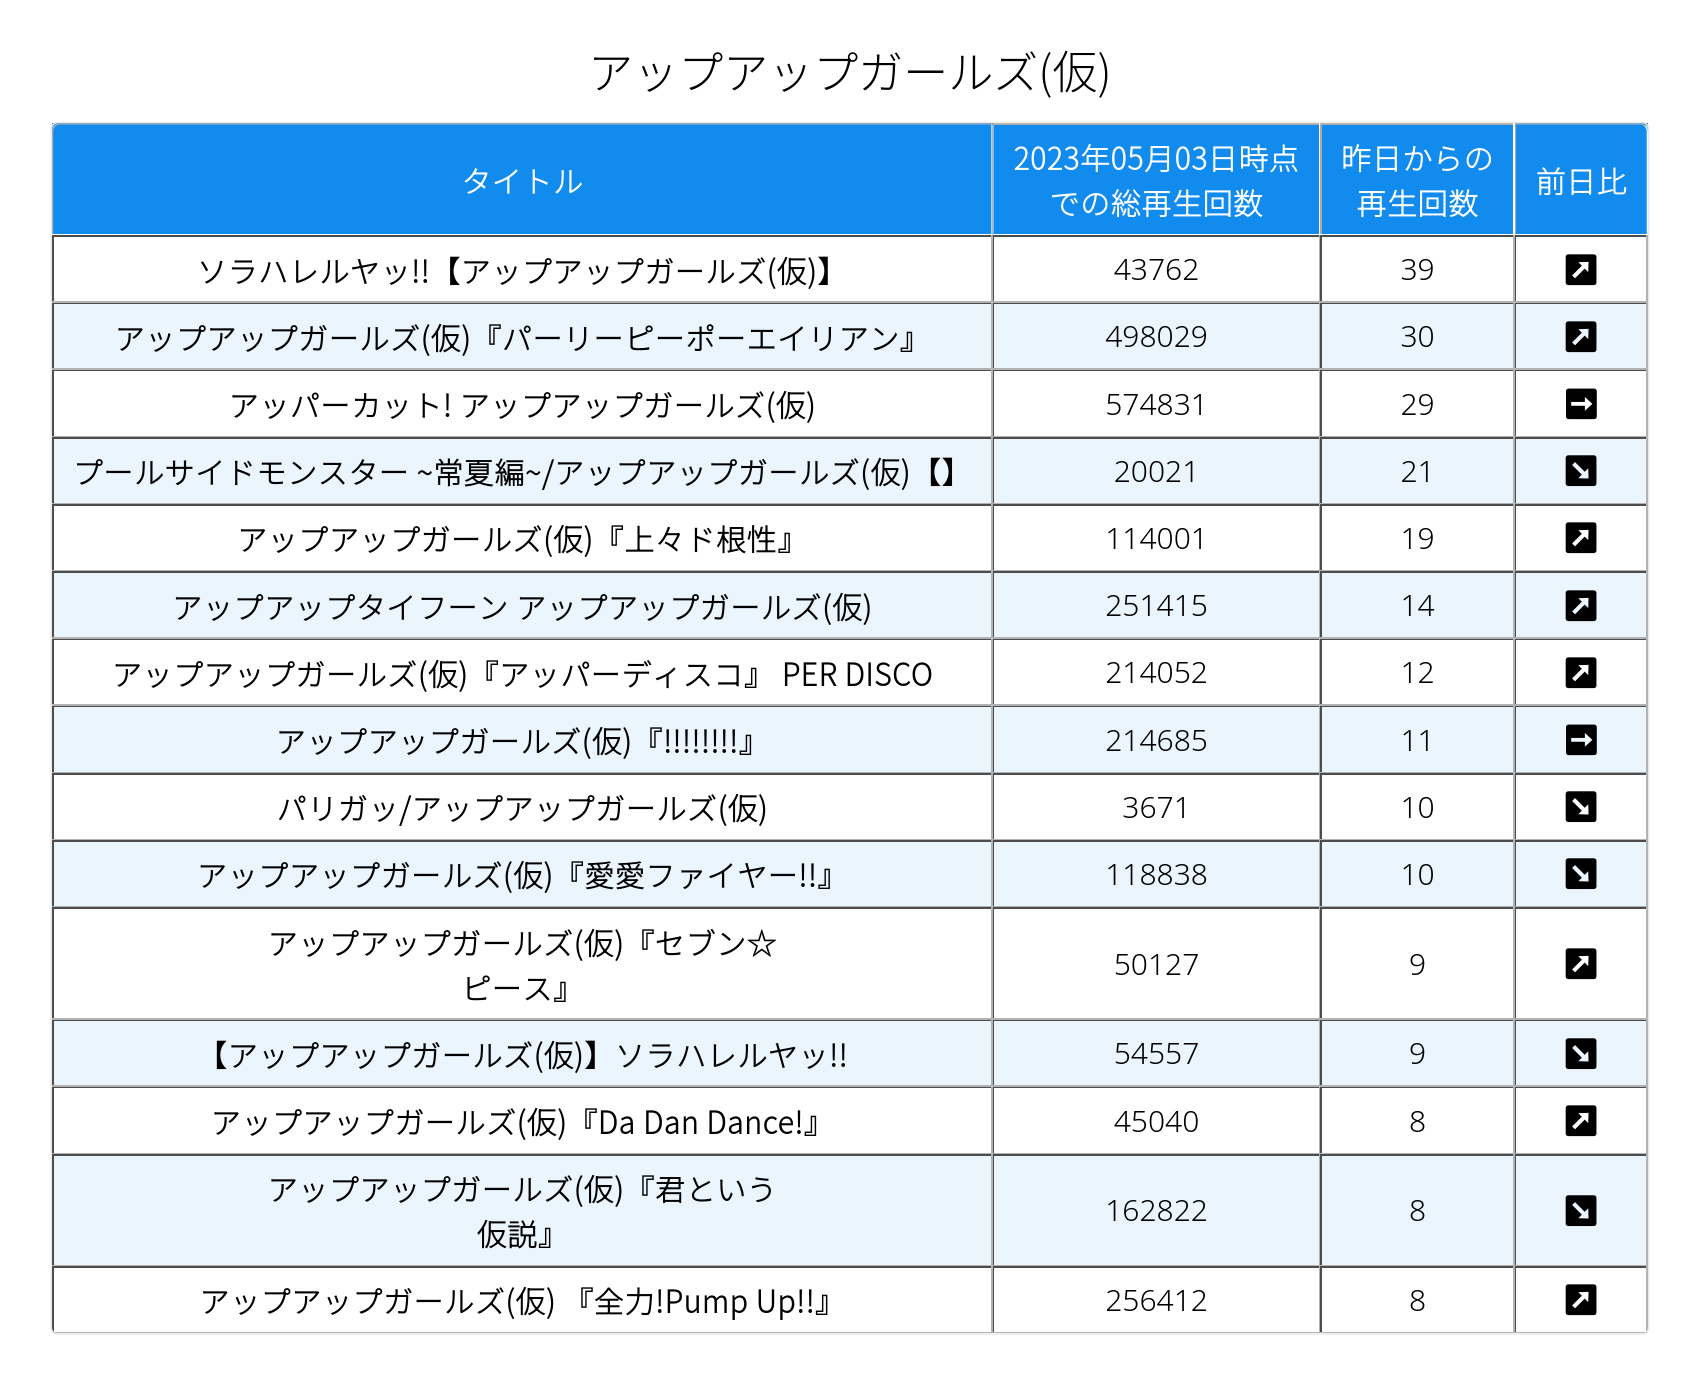 アップアップガールズ(仮)
タイトル 2023年05月03日時点 での総再生回数 昨日からの 再生回数 前日比
ソラハレルヤッ!!【アップアップガールズ(仮)】 43762 39 ↗
アップアップガールズ(仮)『パーリーピーポーエイリアン』 498029 30 ↗
アッパーカット! アップアップガールズ(仮) 574831 29 →
プールサイドモンスター ~常夏編~/アップアップガールズ(仮)【】 20021 21 ↘
アップアップガールズ(仮)『上々ド根性』 114001 19 ↗
アップアップタイフーン アップアップガールズ(仮) 251415 14 ↗
アップアップガールズ(仮)『アッパーディスコ』 PER DISCO 214052 12 ↗
アップアップガールズ(仮)『!!!!!!!!』 214685 11 →
パリガッ/アップアップガールズ(仮) 3671 10 ↘
アップアップガールズ(仮)『愛愛ファイヤー!!』 118838 10 ↘
アップアップガールズ(仮)『セブン☆
ピース』 50127 9 ↗
【アップアップガールズ(仮)】ソラハレルヤッ!! 54557 9 ↘
アップアップガールズ(仮)『Da Dan Dance!』 45040 8 ↗
アップアップガールズ(仮)『君という
仮説』 162822 8 ↘
アップアップガールズ(仮) 『全力!Pump Up!!』 256412 8 ↗